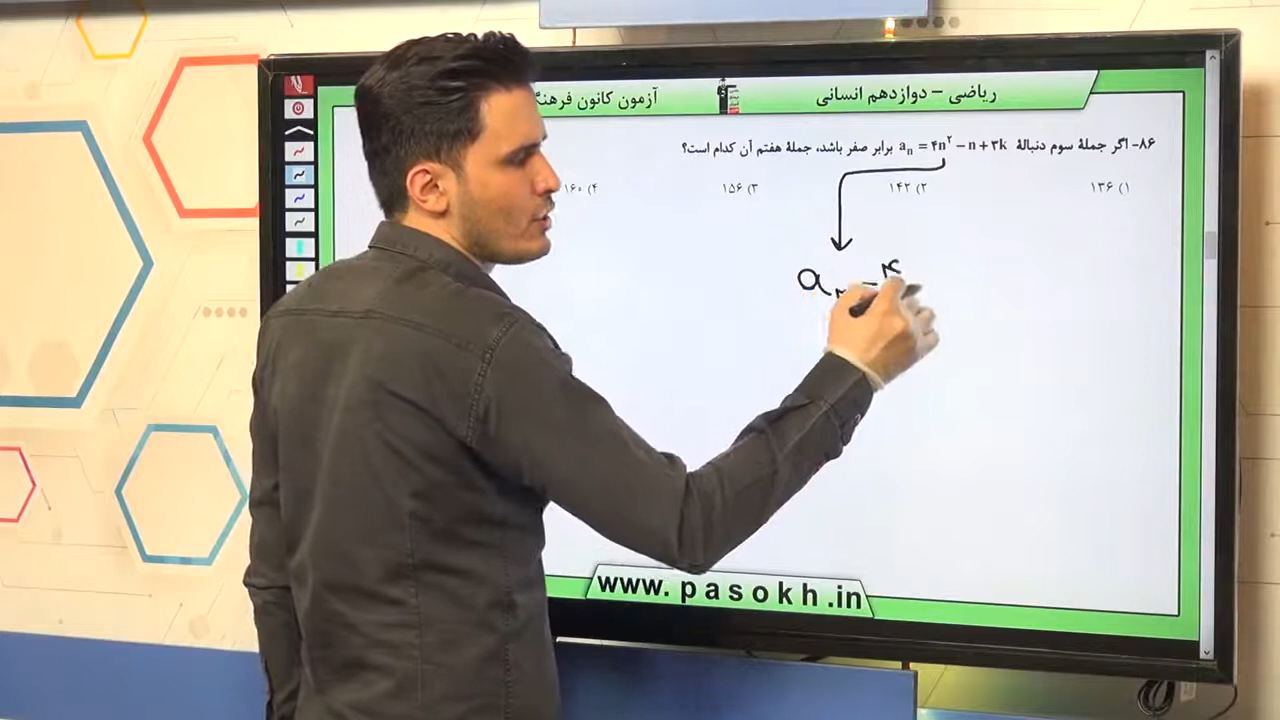 ریاضی – دوازدهم انسانی
آزمون کانون فرهنگ
۸۶- اگر جملهٔ سوم دنبالهٔ aₙ = ۴n² − n + ۳k برابر صفر باشد، جملهٔ هفتم آن کدام است؟
۱) ۱۳۶
۲) ۱۴۲
۳) ۱۵۶
۴) ۱۶۰
www. pasokh .in